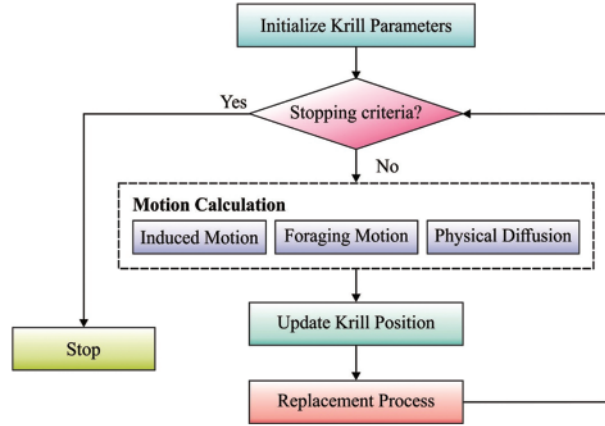 Initialize Krill Parameters
Yes
Stopping criteria?
No
Motion Calculation
Induced Motion
Foraging Motion
Physical Diffusion
Update Krill Position
Stop
Replacement Process